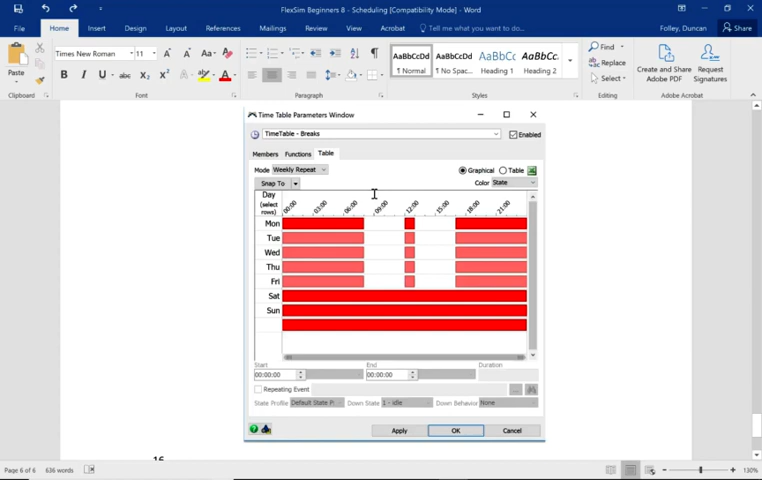 FlexSim Beginners 8 - Scheduling [Compatibility Mode] - Word
Folley, Duncan
Share
File Home Insert Draw Design Layout References Mailings Review View Acrobat Tell me what you want to do...
Paste
Times New Roman 11
B I U abc X₂ X²
AaBbCcDc AaBbCcDc AaBbCc AaBbCc.
¶ Normal ¶ No Spac... Heading 1 Heading 2
Find
Replace
Select
Create and Share Adobe PDF
Request Signatures
Clipboard Font Paragraph Styles Editing Adobe Acrobat
Time Table Parameters Window
TimeTable - Breaks
Enabled
Members Functions Table
Mode Weekly Repeat
Graphical Table
Snap To
Color State
Day
(select rows)
00:00 03:00 06:00 09:00 12:00 15:00 18:00 21:00
Mon
Tue
Wed
Thu
Fri
Sat
Sun
Start End Duration
00:00:00 00:00:00
Repeating Event
State Profile Default State P Down State 1 - idle Down Behavior None
Apply OK Cancel
16
Page 6 of 6 636 words
130%